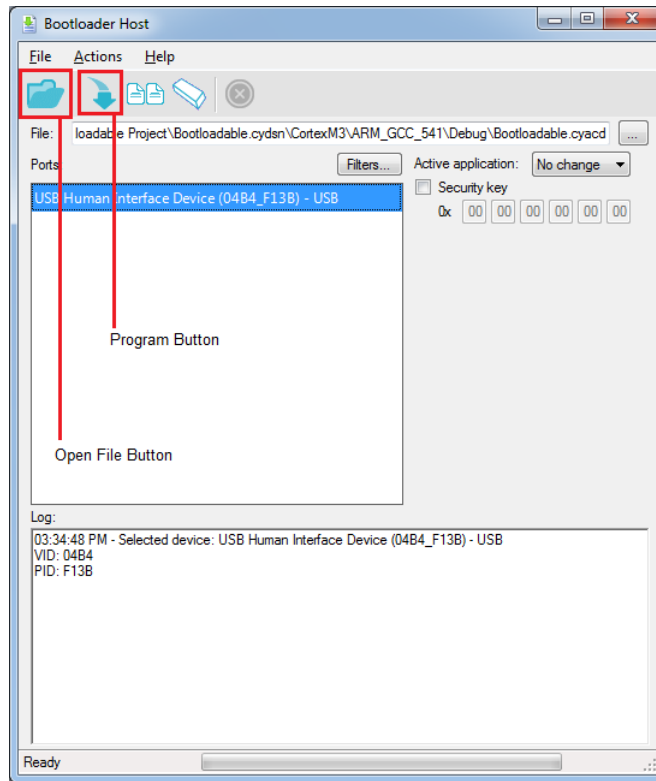 Bootloader Host
File Actions Help
File: loadable Project\Bootloadable.cydsn\CortexM3\ARM_GCC_541\Debug\Bootloadable.cyacd ...
Ports Filters... Active application: No change
USB Human Interface Device (04B4_F13B) - USB
Security key
0x 00 00 00 00 00 00
Program Button
Open File Button
Log:
03:34:48 PM - Selected device: USB Human Interface Device (04B4_F13B) - USB
VID: 04B4
PID: F13B
Ready